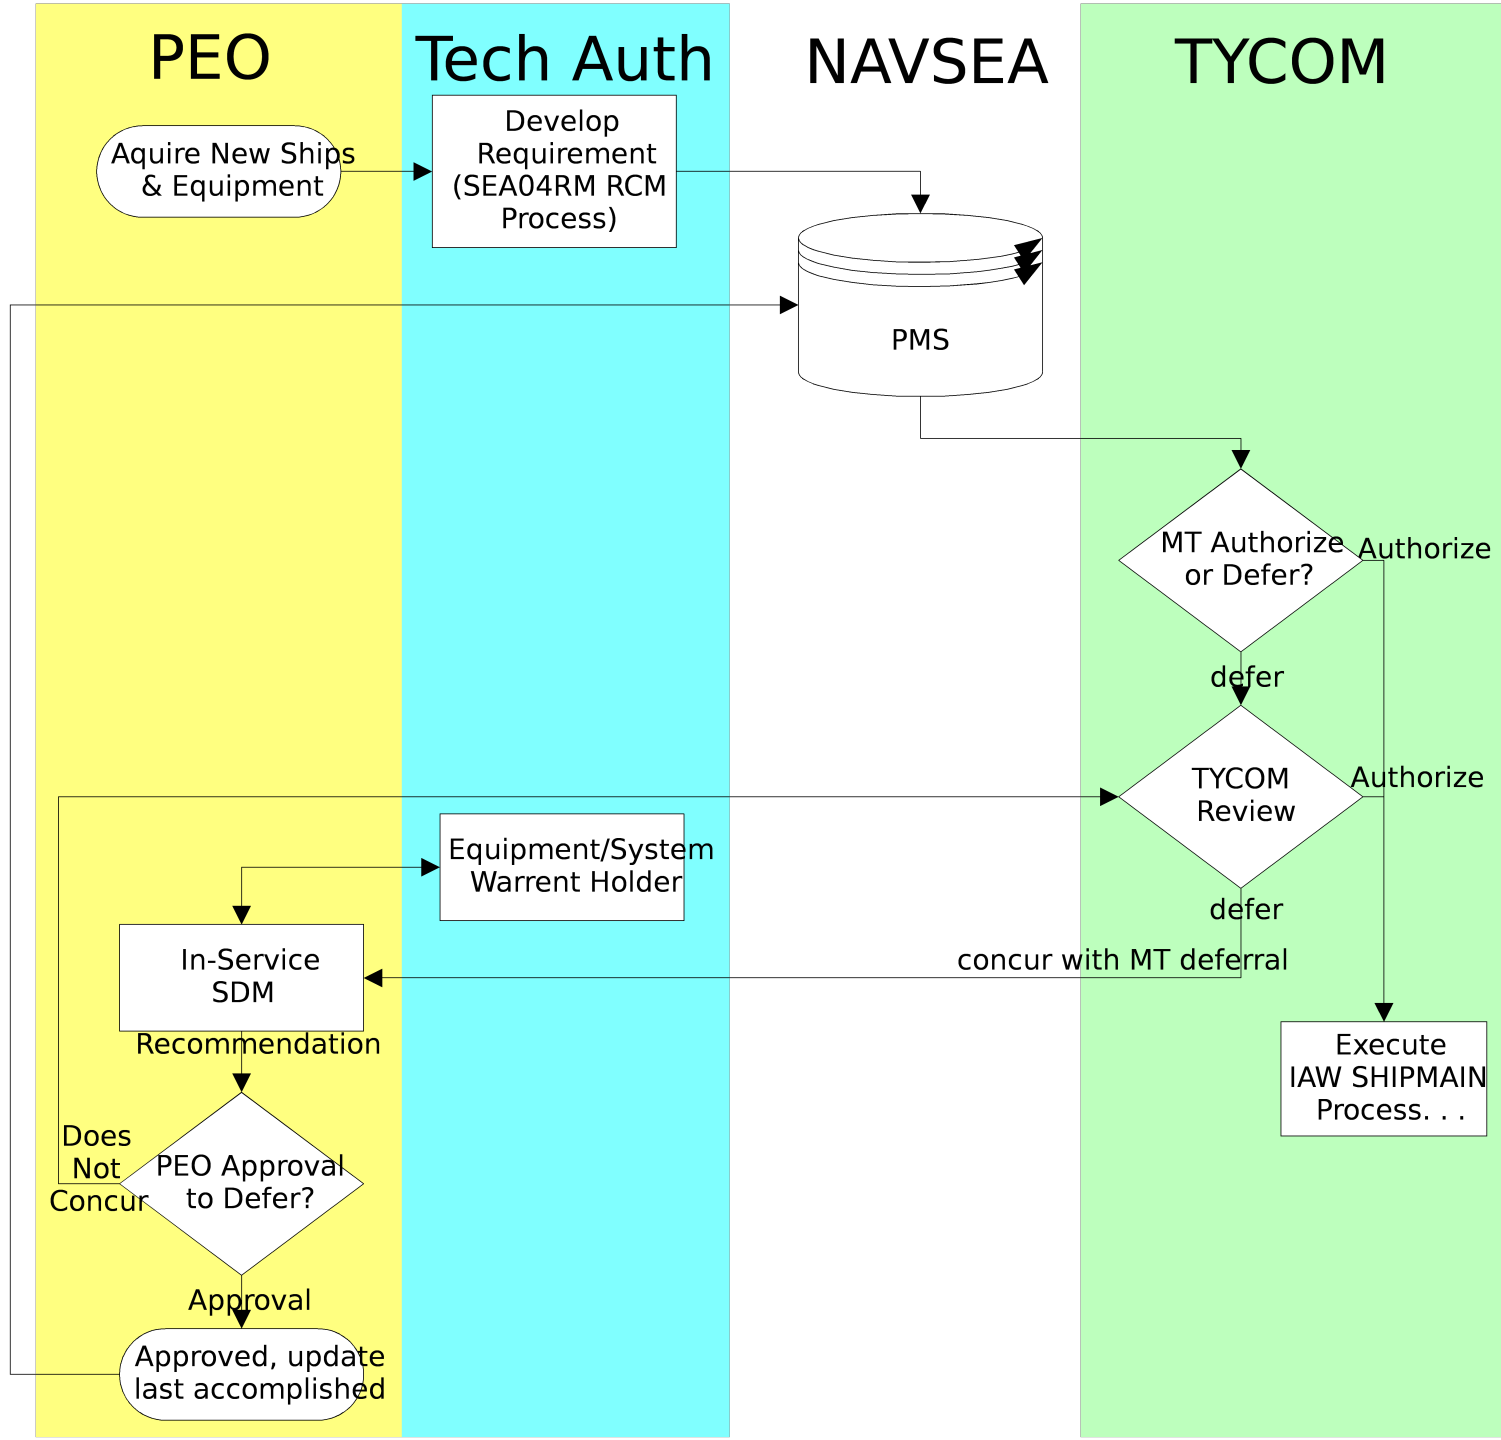 PEO
Tech Auth
NAVSEA
TYCOM
Aquire New Ships
& Equipment
Develop
Requirement
(SEA04RM RCM
Process)
PMS
MT Authorize
or Defer?
Authorize
defer
TYCOM
Review
Authorize
defer
concur with MT deferral
Equipment/System
Warrent Holder
In-Service
SDM
Recommendation
Execute
IAW SHIPMAIN
Process. . .
Does
Not
Concur
PEO Approval
to Defer?
Approval
Approved, update
last accomplished